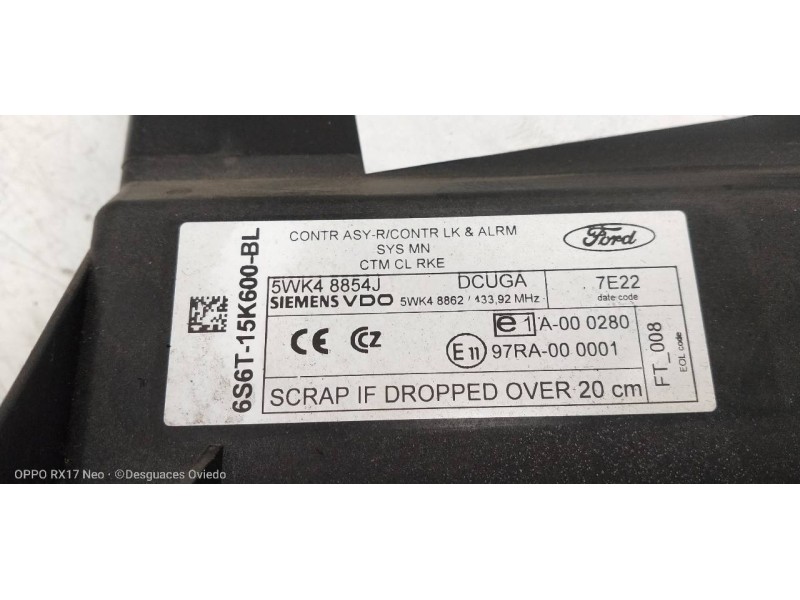 6S6T-15K600-BL
CONTR ASY-R/CONTR LK & ALRM
SYS MN
CTM CL RKE
Ford
5WK4 8854J DCUGA 7E22
SIEMENS VDO 5WK4 8862 433,92 MHz date code
CE CZ e1 A-00 0280
E11 97RA-00 0001
FT_008
EOL code
SCRAP IF DROPPED OVER 20 cm
OPPO RX17 Neo · ©Desguaces Oviedo